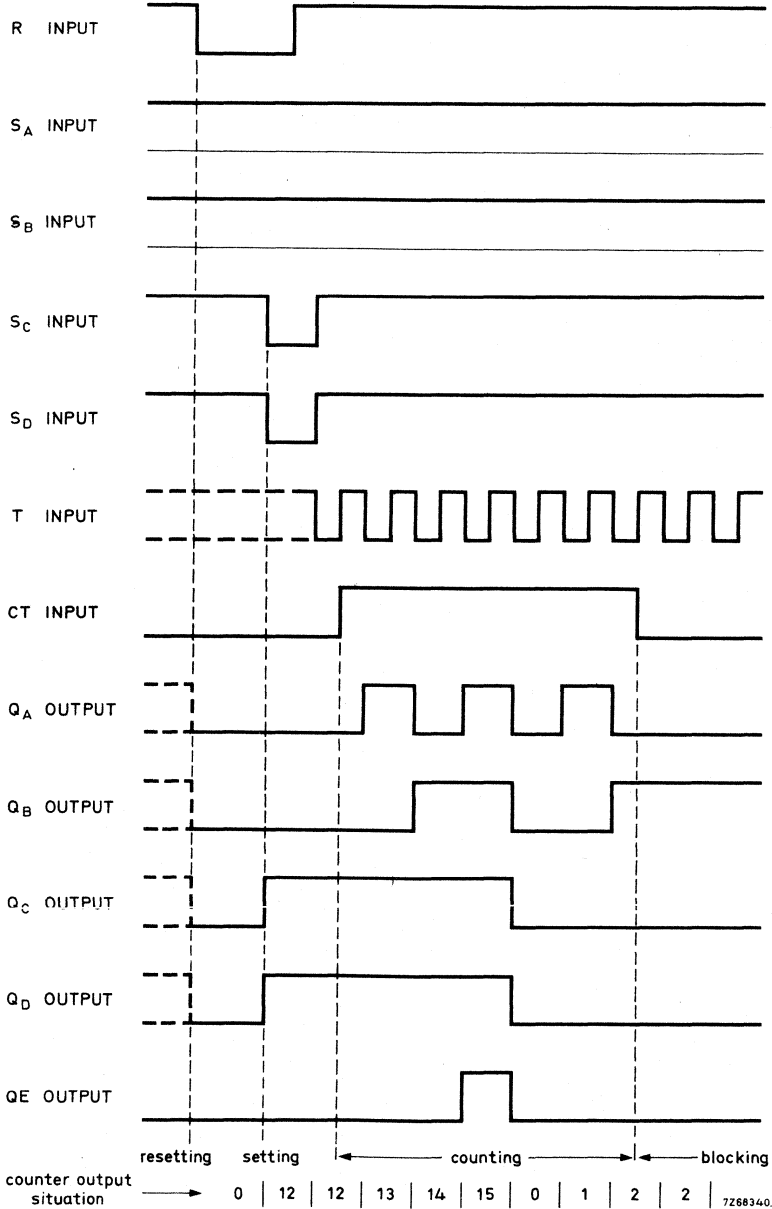 R INPUT
S_A INPUT
S_B INPUT
S_C INPUT
S_D INPUT
T INPUT
CT INPUT
Q_A OUTPUT
Q_B OUTPUT
Q_C OUTPUT
Q_D OUTPUT
QE OUTPUT
resetting setting counting blocking
counter output situation 0 12 12 13 14 15 0 1 2 2
7Z68340.